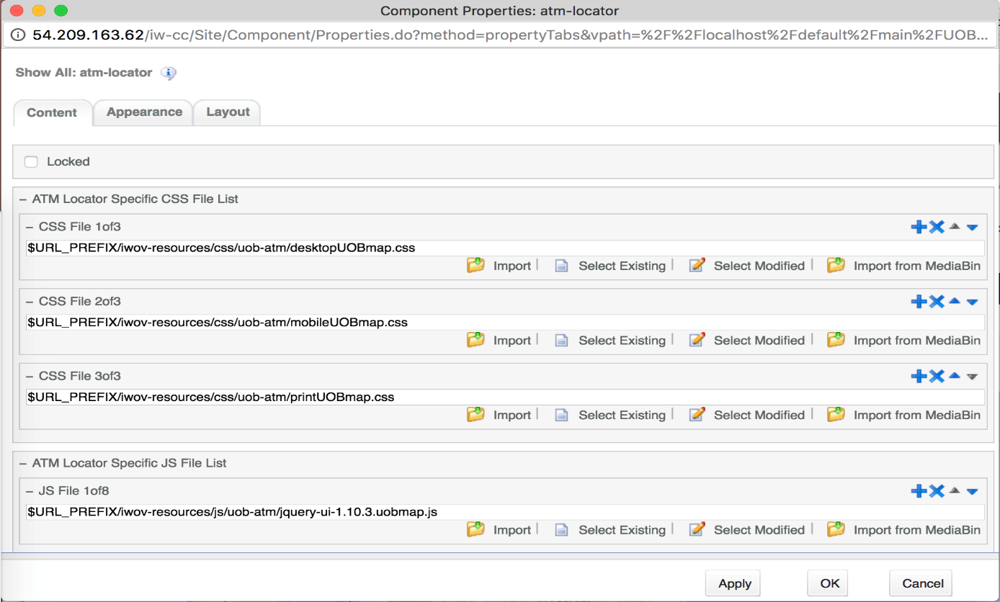 Component Properties: atm-locator
54.209.163.62/iw-cc/Site/Component/Properties.do?method=propertyTabs&vpath=%2F%2Flocalhost%2Fdefault%2Fmain%2FUOB...
Show All: atm-locator
Content Appearance Layout
Locked
– ATM Locator Specific CSS File List
– CSS File 1of3
$URL_PREFIX/iwov-resources/css/uob-atm/desktopUOBmap.css
Import | Select Existing | Select Modified | Import from MediaBin
– CSS File 2of3
$URL_PREFIX/iwov-resources/css/uob-atm/mobileUOBmap.css
Import | Select Existing | Select Modified | Import from MediaBin
– CSS File 3of3
$URL_PREFIX/iwov-resources/css/uob-atm/printUOBmap.css
Import | Select Existing | Select Modified | Import from MediaBin
– ATM Locator Specific JS File List
– JS File 1of8
$URL_PREFIX/iwov-resources/js/uob-atm/jquery-ui-1.10.3.uobmap.js
Import | Select Existing | Select Modified | Import from MediaBin
Apply OK Cancel